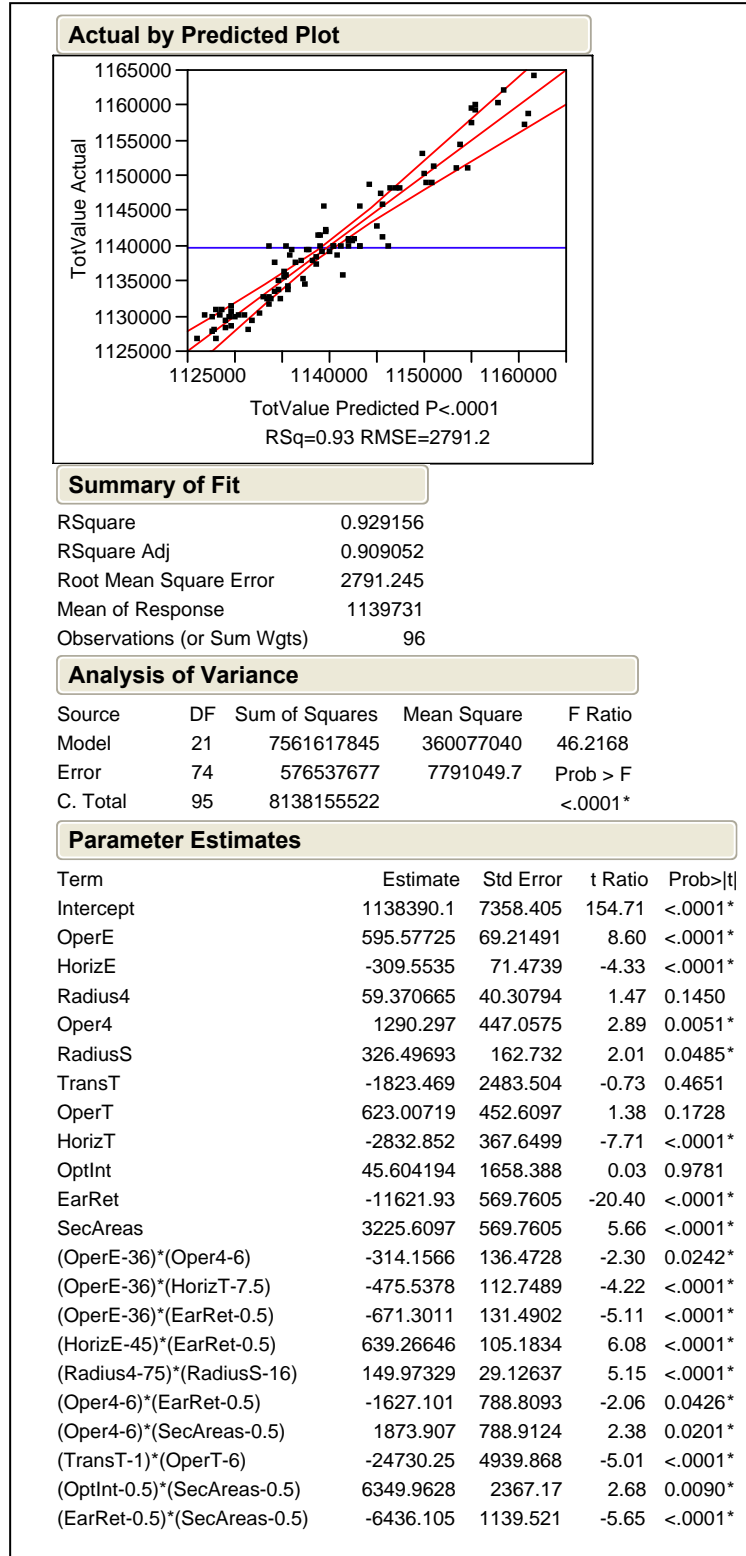 Actual by Predicted Plot
1165000
1160000
1155000
1150000
1145000
1140000
1135000
1130000
1125000
TotValue Actual
1125000 1140000 1150000 1160000
TotValue Predicted P<.0001
RSq=0.93 RMSE=2791.2
Summary of Fit
RSquare 0.929156
RSquare Adj 0.909052
Root Mean Square Error 2791.245
Mean of Response 1139731
Observations (or Sum Wgts) 96
Analysis of Variance
Source DF Sum of Squares Mean Square F Ratio
Model 21 7561617845 360077040 46.2168
Error 74 576537677 7791049.7 Prob > F
C. Total 95 8138155522 <.0001*
Parameter Estimates
Term Estimate Std Error t Ratio Prob>|t|
Intercept 1138390.1 7358.405 154.71 <.0001*
OperE 595.57725 69.21491 8.60 <.0001*
HorizE -309.5535 71.4739 -4.33 <.0001*
Radius4 59.370665 40.30794 1.47 0.1450
Oper4 1290.297 447.0575 2.89 0.0051*
RadiusS 326.49693 162.732 2.01 0.0485*
TransT -1823.469 2483.504 -0.73 0.4651
OperT 623.00719 452.6097 1.38 0.1728
HorizT -2832.852 367.6499 -7.71 <.0001*
OptInt 45.604194 1658.388 0.03 0.9781
EarRet -11621.93 569.7605 -20.40 <.0001*
SecAreas 3225.6097 569.7605 5.66 <.0001*
(OperE-36)*(Oper4-6) -314.1566 136.4728 -2.30 0.0242*
(OperE-36)*(HorizT-7.5) -475.5378 112.7489 -4.22 <.0001*
(OperE-36)*(EarRet-0.5) -671.3011 131.4902 -5.11 <.0001*
(HorizE-45)*(EarRet-0.5) 639.26646 105.1834 6.08 <.0001*
(Radius4-75)*(RadiusS-16) 149.97329 29.12637 5.15 <.0001*
(Oper4-6)*(EarRet-0.5) -1627.101 788.8093 -2.06 0.0426*
(Oper4-6)*(SecAreas-0.5) 1873.907 788.9124 2.38 0.0201*
(TransT-1)*(OperT-6) -24730.25 4939.868 -5.01 <.0001*
(OptInt-0.5)*(SecAreas-0.5) 6349.9628 2367.17 2.68 0.0090*
(EarRet-0.5)*(SecAreas-0.5) -6436.105 1139.521 -5.65 <.0001*